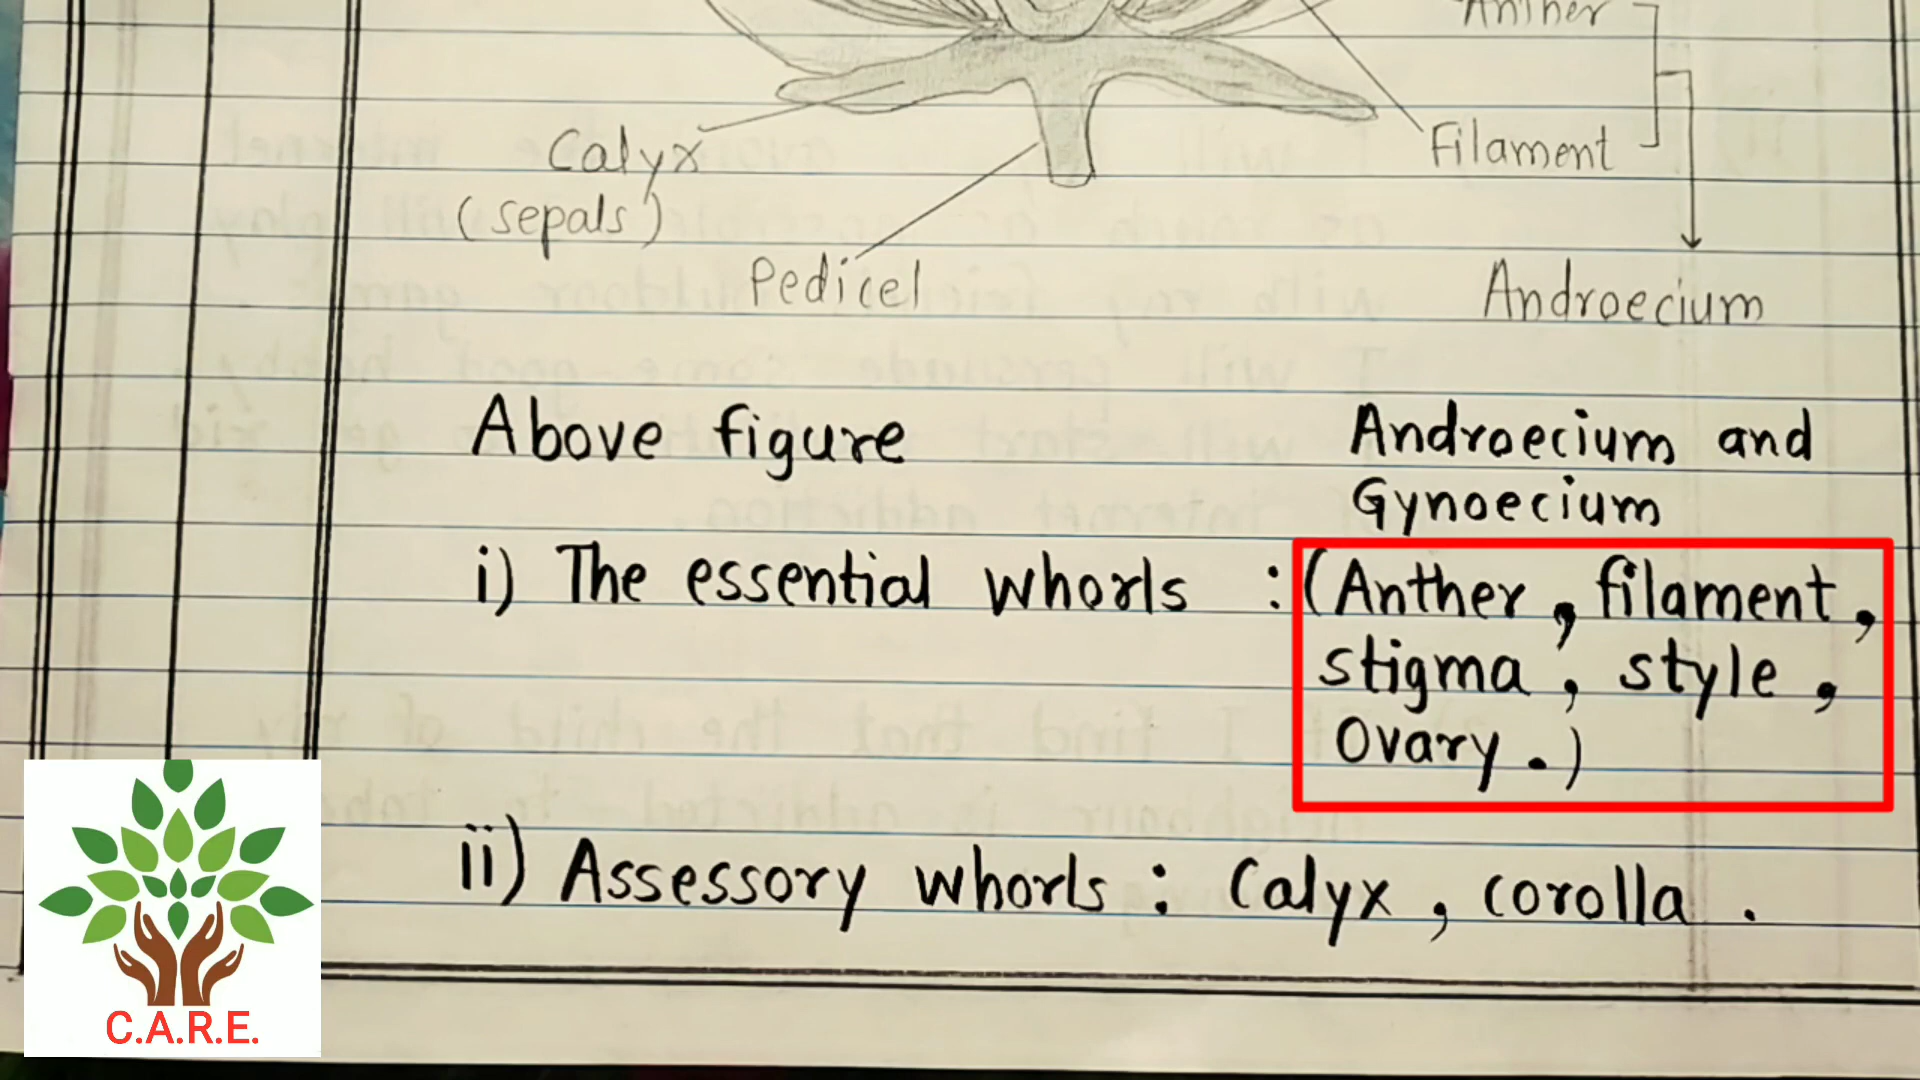 Anther
Filament
Calyx
(sepals)
Pedicel
Androecium
Above figure
Androecium and
Gynoecium
i) The essential whorls : (Anther, filament,
stigma, style,
Ovary.)
ii) Assessory whorls : Calyx, corolla.
C.A.R.E.